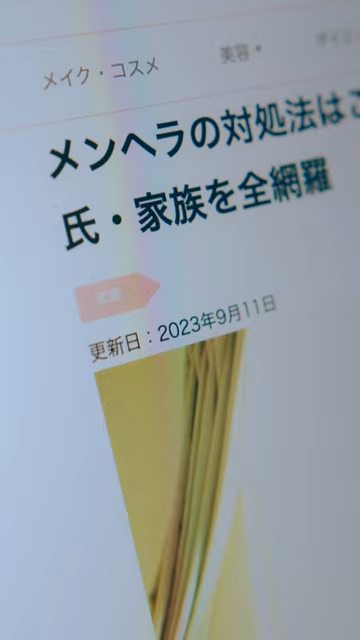 メイク・コスメ
美容
メンヘラの対処法は
氏・家族を全網羅
更新日：2023年9月11日